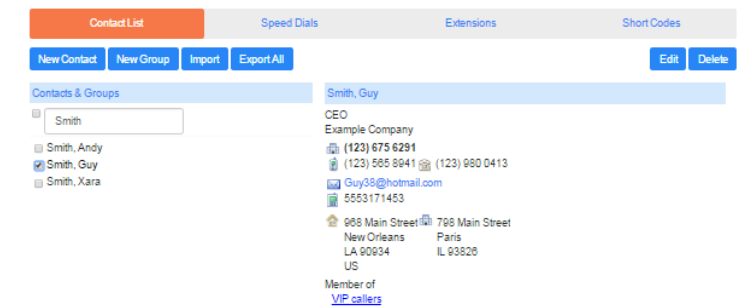 Contact List Speed Dials Extensions Short Codes
New Contact New Group Import Export All Edit Delete
Contacts & Groups
Smith
Smith, Andy
Smith, Guy
Smith, Xara
Smith, Guy
CEO
Example Company
(123) 675 6291
(123) 565 8941 (123) 980 0413
Guy38@hotmail.com
5553171453
968 Main Street 798 Main Street
New Orleans Paris
LA 90934 IL 93826
US
Member of
VIP callers